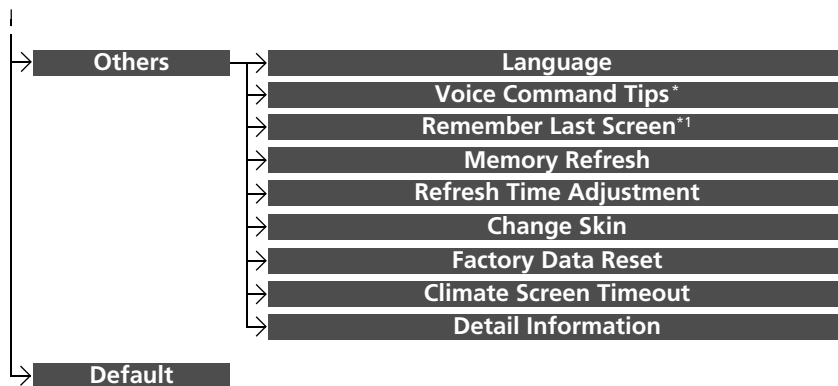 Others
Language
Voice Command Tips*
Remember Last Screen*1
Memory Refresh
Refresh Time Adjustment
Change Skin
Factory Data Reset
Climate Screen Timeout
Detail Information
Default